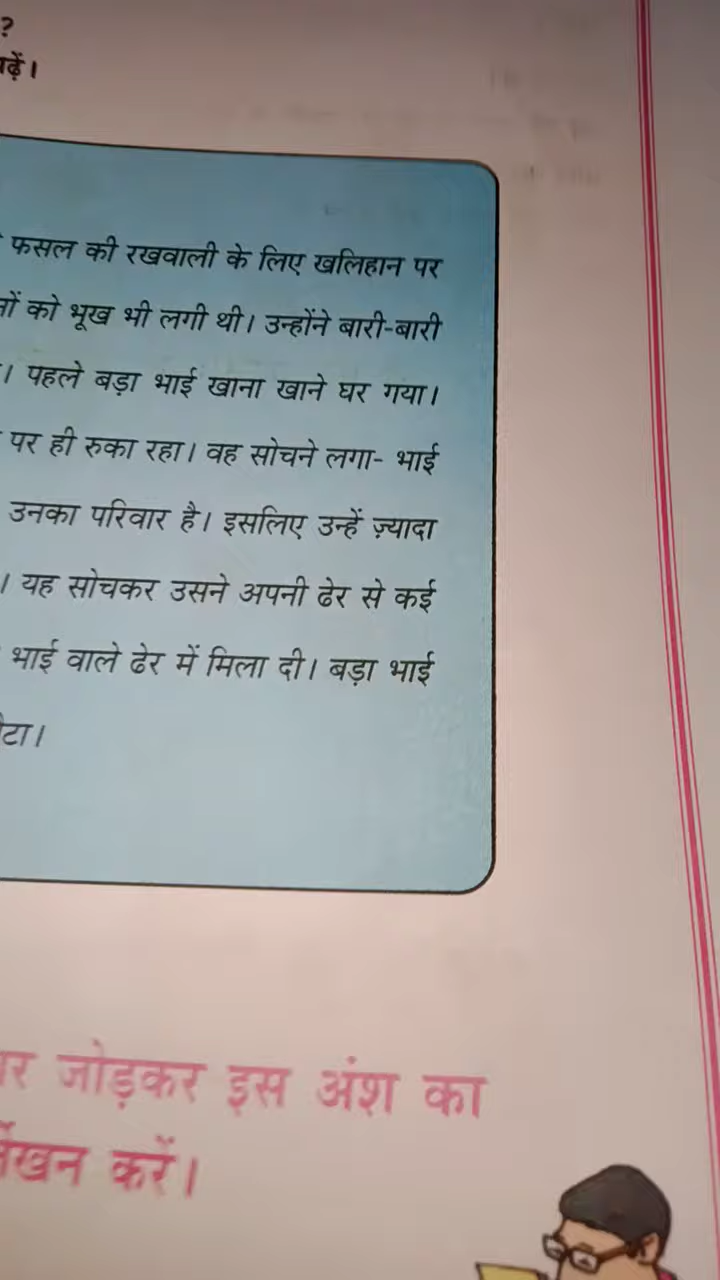 ?
फसल की रखवाली के लिए खलिहान पर
को भूख भी लगी थी। उन्होंने बारी-बारी
। पहले बड़ा भाई खाना खाने घर गया।
पर ही रुका रहा। वह सोचने लगा- भाई
उनका परिवार है। इसलिए उन्हें ज़्यादा
। यह सोचकर उसने अपनी ढेर से कई
भाई वाले ढेर में मिला दी। बड़ा भाई
जोड़कर इस अंश का
करें।